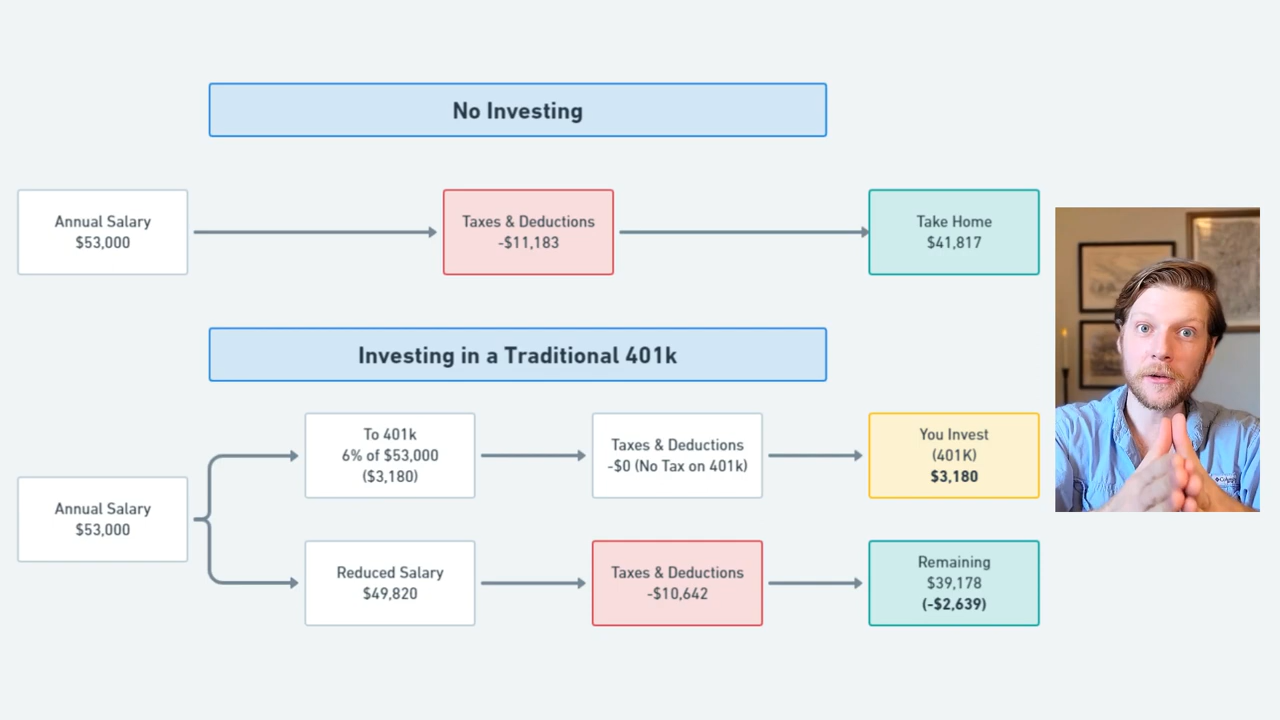 No Investing
Annual Salary
$53,000
Taxes & Deductions
-$11,183
Take Home
$41,817
Investing in a Traditional 401k
Annual Salary
$53,000
To 401k
6% of $53,000
($3,180)
Taxes & Deductions
-$0 (No Tax on 401k)
You Invest
(401K)
$3,180
Reduced Salary
$49,820
Taxes & Deductions
-$10,642
Remaining
$39,178
(-$2,639)